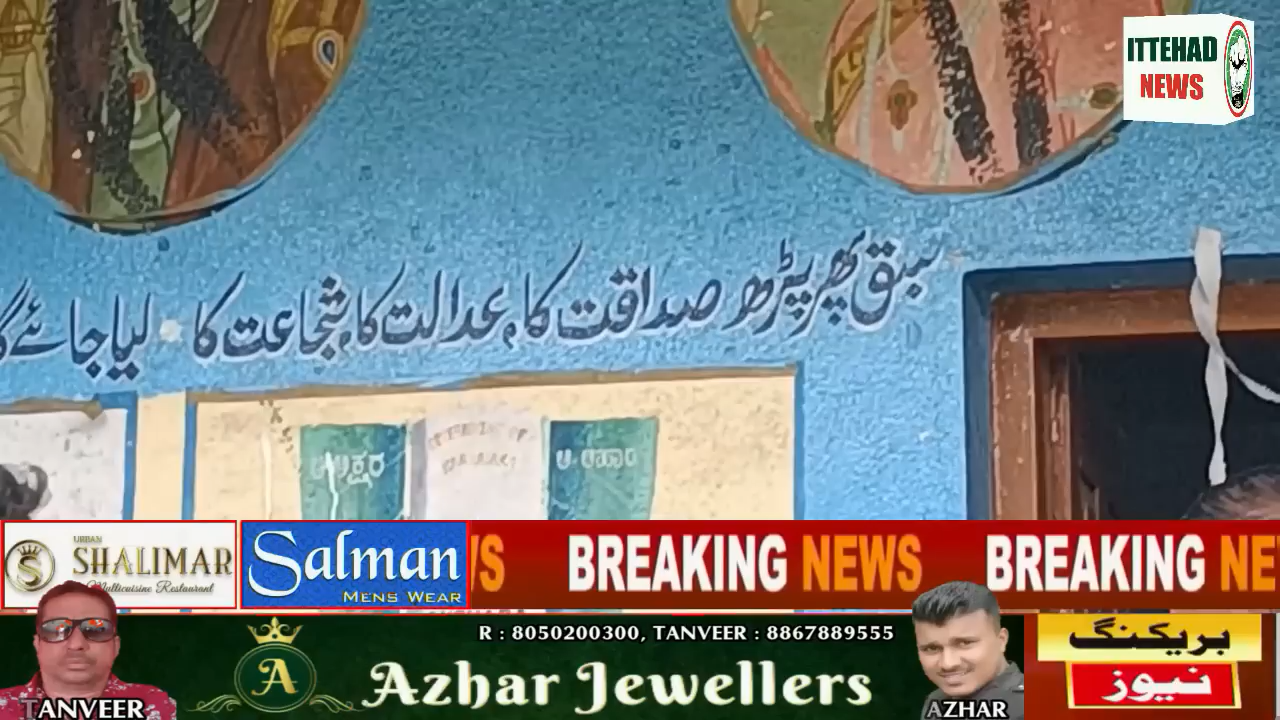 ITTEHAD
NEWS
سبق پھر پڑھ صداقت کا، عدالت کا، شجاعت کا لیا جائے گا
URBAN
SHALIMAR
Multicuisine Restaurant
Salman
MENS WEAR
BREAKING NEWS
BREAKING NE
R : 8050200300, TANVEER : 8867889555
A
Azhar Jewellers
TANVEER
AZHAR
بریکنگ
نیوز